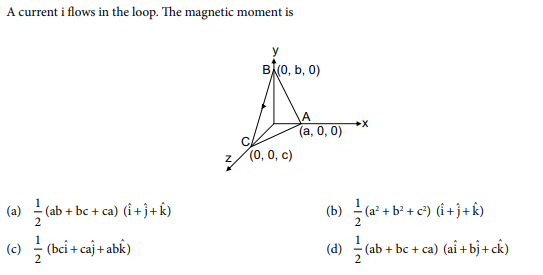 A current i flows in the loop. The magnetic moment is
y
B (0, b, 0)
A
x
(a, 0, 0)
C
z (0, 0, c)
(a) 1/2 (ab + bc + ca) (î + ĵ + k̂)
(b) 1/2 (a² + b² + c²) (î + ĵ + k̂)
(c) 1/2 (bcî + caĵ + abk̂)
(d) 1/2 (ab + bc + ca) (aî + bĵ + ck̂)